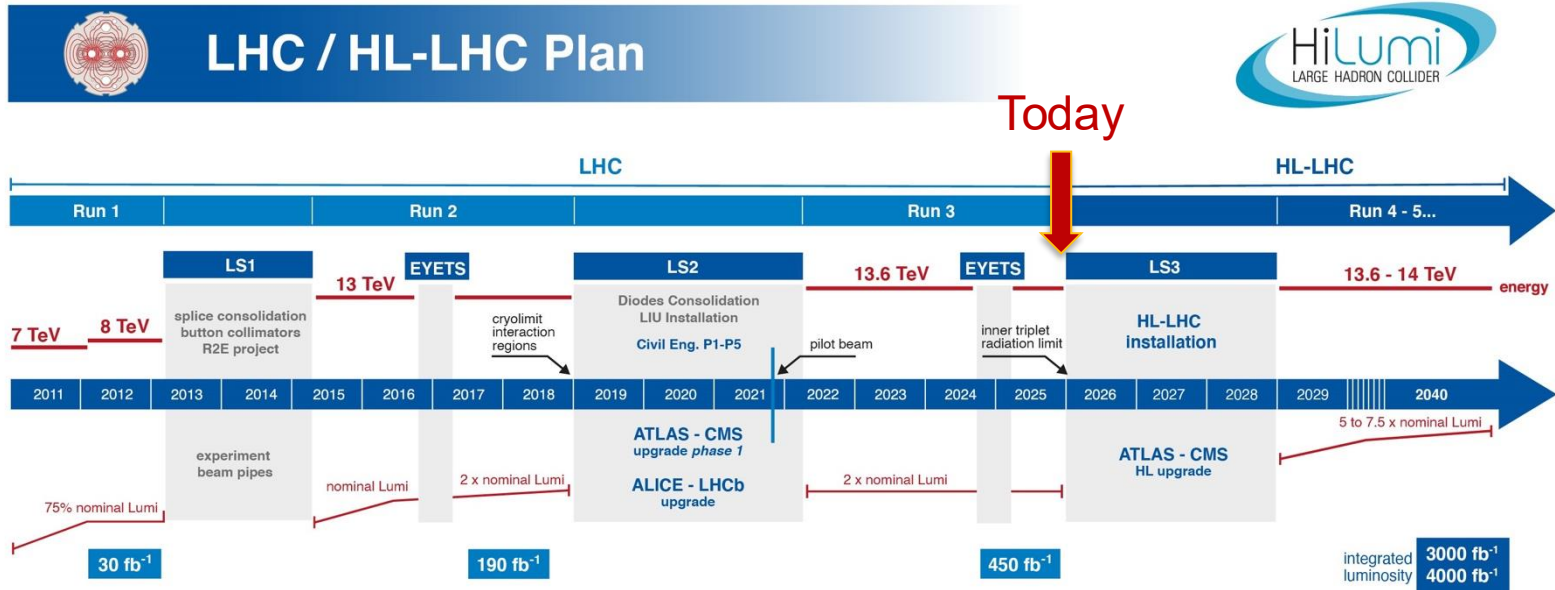 LHC / HL-LHC Plan
HiLumi
LARGE HADRON COLLIDER
Today
LHC
HL-LHC
Run 1
Run 2
Run 3
Run 4 - 5...
LS1
EYETS
LS2
EYETS
LS3
7 TeV
8 TeV
13 TeV
13.6 TeV
13.6 - 14 TeV
energy
splice consolidation
button collimators
R2E project
cryolimit
interaction
regions
Diodes Consolidation
LIU Installation
Civil Eng. P1-P5
pilot beam
inner triplet
radiation limit
HL-LHC
installation
2011 2012 2013 2014 2015 2016 2017 2018 2019 2020 2021 2022 2023 2024 2025 2026 2027 2028 2029 2040
experiment
beam pipes
ATLAS - CMS
upgrade phase 1
ALICE - LHCb
upgrade
ATLAS - CMS
HL upgrade
75% nominal Lumi
nominal Lumi
2 x nominal Lumi
2 x nominal Lumi
5 to 7.5 x nominal Lumi
30 fb⁻¹
190 fb⁻¹
450 fb⁻¹
integrated
luminosity
3000 fb⁻¹
4000 fb⁻¹